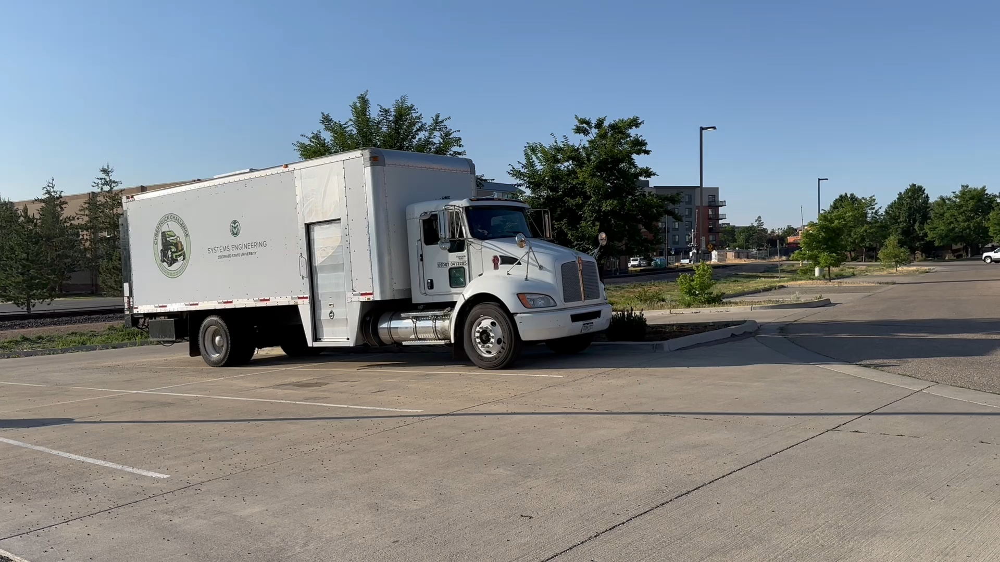 CYBERTRUCK CHALLENGE
SYSTEMS ENGINEERING
COLORADO STATE UNIVERSITY
USDOT 0412285